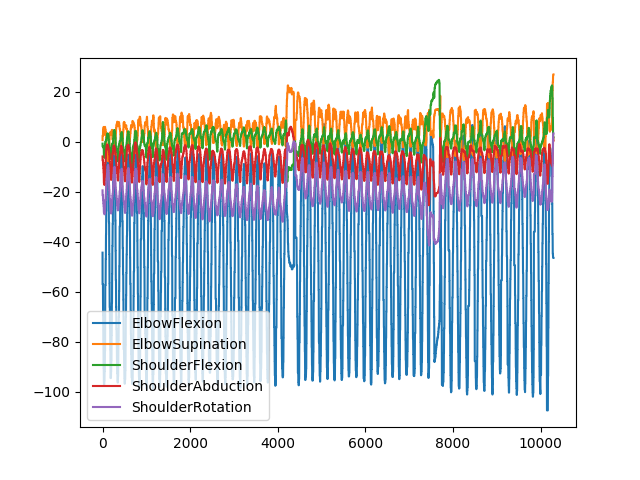 20
0
−20
−40
−60
−80
−100
ElbowFlexion
ElbowSupination
ShoulderFlexion
ShoulderAbduction
ShoulderRotation
0 2000 4000 6000 8000 10000